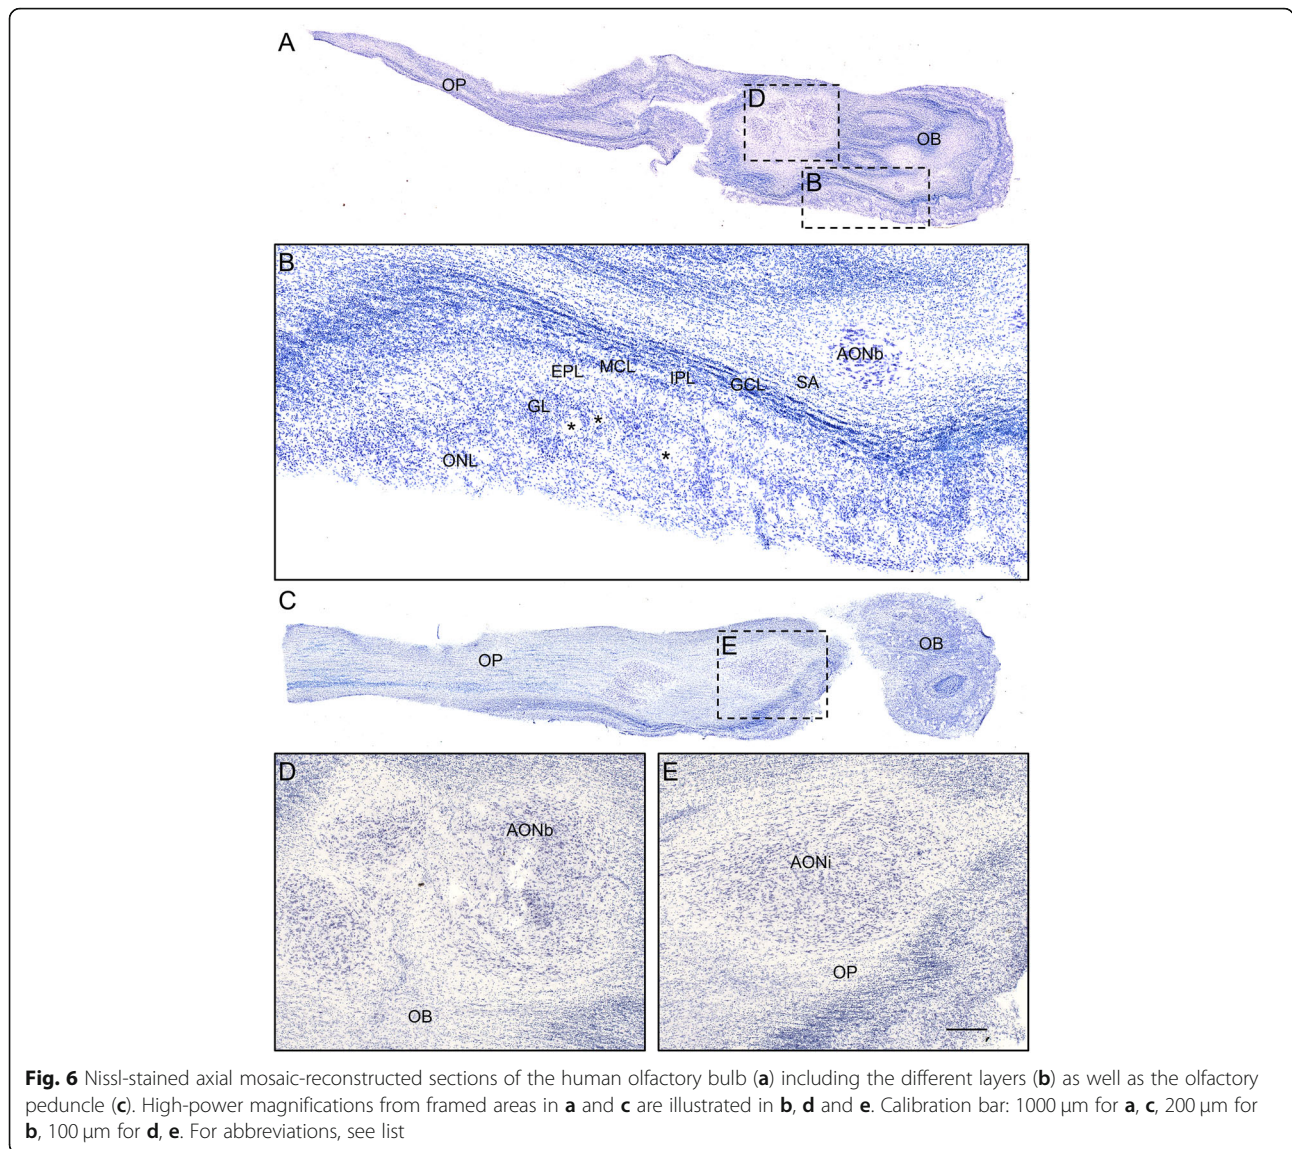 A
OP
D
OB
B
B
AONb
EPL
MCL
IPL
GCL
SA
GL
*
*
*
ONL
C
OP
E
OB
D
AONb
OB
E
AONi
OP
Fig. 6 Nissl-stained axial mosaic-reconstructed sections of the human olfactory bulb (a) including the different layers (b) as well as the olfactory
peduncle (c). High-power magnifications from framed areas in a and c are illustrated in b, d and e. Calibration bar: 1000 μm for a, c, 200 μm for
b, 100 μm for d, e. For abbreviations, see list